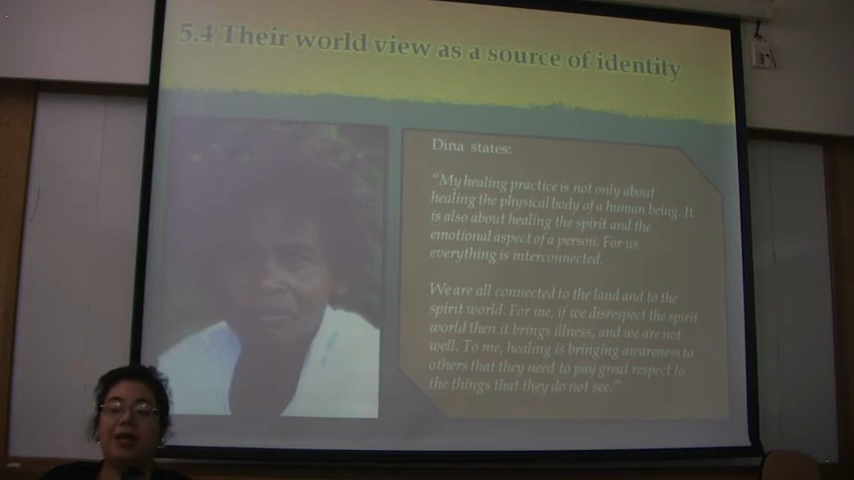 5.4 Their world view as a source of identity
Dina states:
"My healing practice is not only about
healing the physical body of a human being. It
is also about healing the spirit and the
emotional aspect of a person. For us
everything is interconnected.
We are all connected to the land and to the
spirit world. For me, if we disrespect the spirit
world then it brings illness, and we are not
well. To me, healing is bringing awareness to
others that they need to pay great respect to
the things that they do not see."